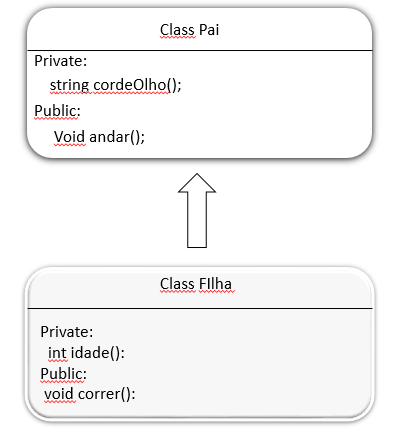 Class Pai
Private:
string cordeOlho();
Public:
Void andar();
Class FIlha
Private:
int idade():
Public:
void correr():